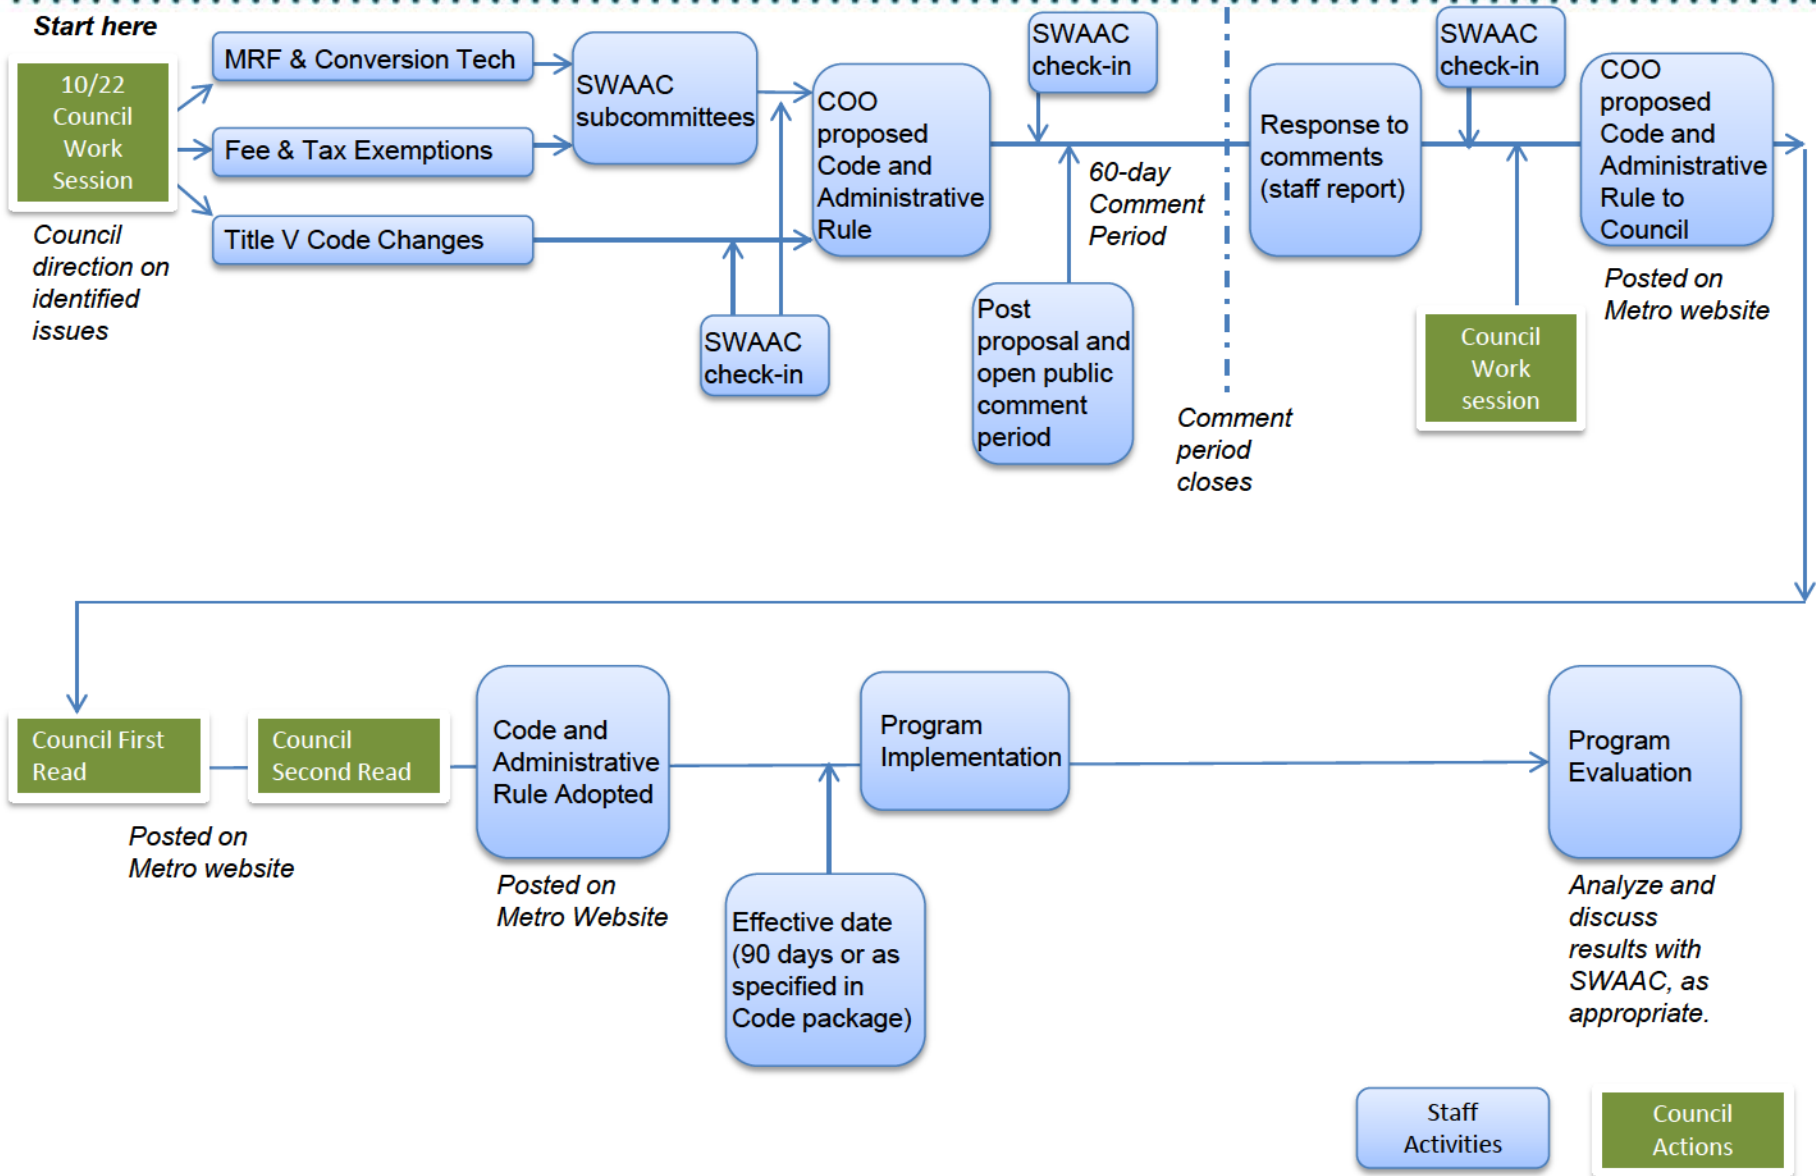 Start here
10/22
Council
Work
Session
Council
direction on
identified
issues
MRF & Conversion Tech
Fee & Tax Exemptions
Title V Code Changes
SWAAC
subcommittees
SWAAC
check-in
COO
proposed
Code and
Administrative
Rule
SWAAC
check-in
60-day
Comment
Period
Post
proposal and
open public
comment
period
Comment
period
closes
Response to
comments
(staff report)
SWAAC
check-in
Council
Work
session
COO
proposed
Code and
Administrative
Rule to
Council
Posted on
Metro website
Council First
Read
Council
Second Read
Posted on
Metro website
Code and
Administrative
Rule Adopted
Posted on
Metro Website
Effective date
(90 days or as
specified in
Code package)
Program
Implementation
Program
Evaluation
Analyze and
discuss
results with
SWAAC, as
appropriate.
Staff
Activities
Council
Actions